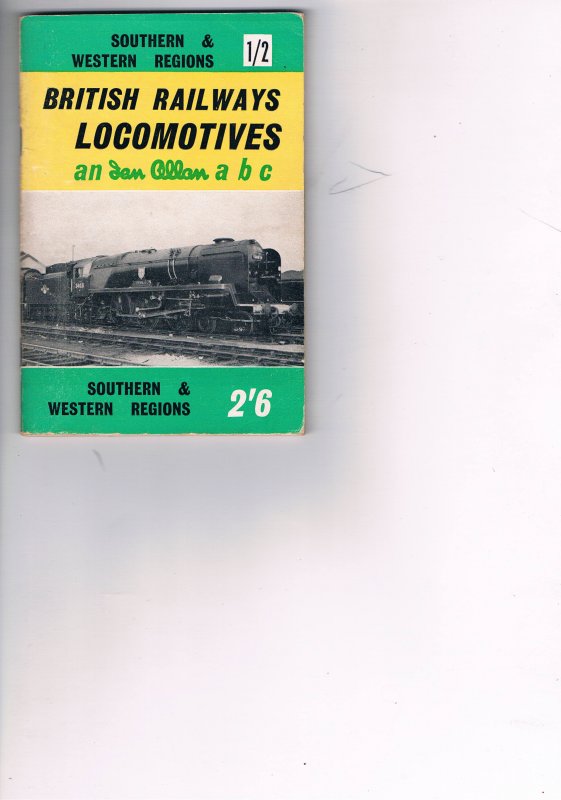 SOUTHERN &
WESTERN REGIONS
1/2
BRITISH RAILWAYS
LOCOMOTIVES
an Ian Allan a b c
SOUTHERN &
WESTERN REGIONS
2'6